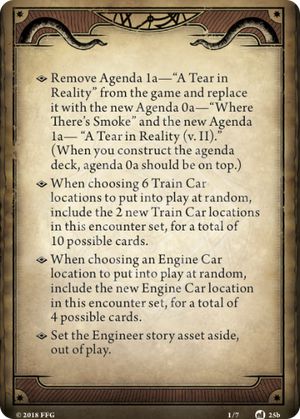 Remove Agenda 1a—“A Tear in
Reality” from the game and replace
it with the new Agenda 0a—“Where
There’s Smoke” and the new Agenda
1a— “A Tear in Reality (v. II).”
(When you construct the agenda
deck, agenda 0a should be on top.)
When choosing 6 Train Car
locations to put into play at random,
include the 2 new Train Car locations
in this encounter set, for a total of
10 possible cards.
When choosing an Engine Car
location to put into play at random,
include the new Engine Car location
in this encounter set, for a total of
4 possible cards.
Set the Engineer story asset aside,
out of play.
© 2018 FFG 1/7 25b